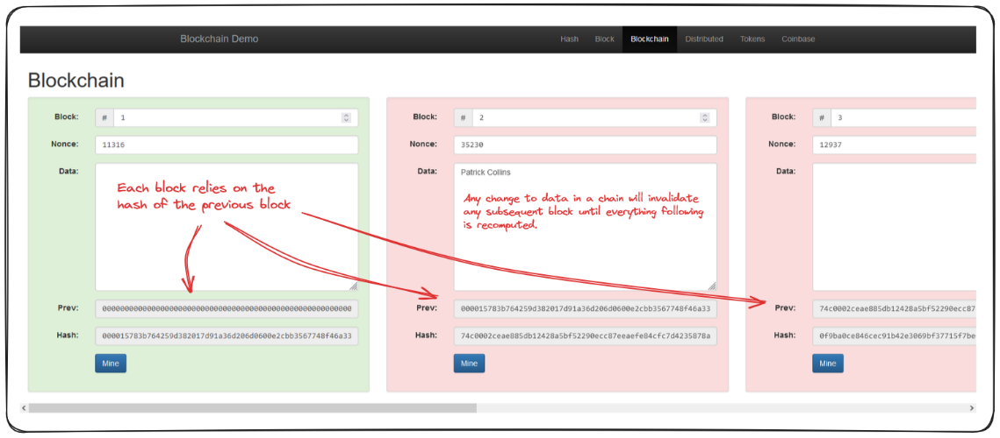 Blockchain Demo
Hash Block Blockchain Distributed Tokens Coinbase
Blockchain
Block: # 1
Nonce: 11316
Data:
Each block relies on the
hash of the previous block
Prev: 0000000000000000000000000000000000000000000000000000000000
Hash: 000015783b764259d382017d91a36d206d0600e2cbb3567748f46a33
Mine
Block: # 2
Nonce: 35230
Data: Patrick Collins
Any change to data in a chain will invalidate
any subsequent block until everything following
is recomputed.
Prev: 000015783b764259d382017d91a36d206d0600e2cbb3567748f46a33
Hash: 74c0002ceae885db12428a5bf52290ecc87eeaefe84cfc7d4235878a
Mine
Block: # 3
Nonce: 12937
Data:
Prev: 74c0002ceae885db12428a5bf52290ecc87
Hash: 0f9ba0ce846cec91b42e3069bf37715f7be
Mine